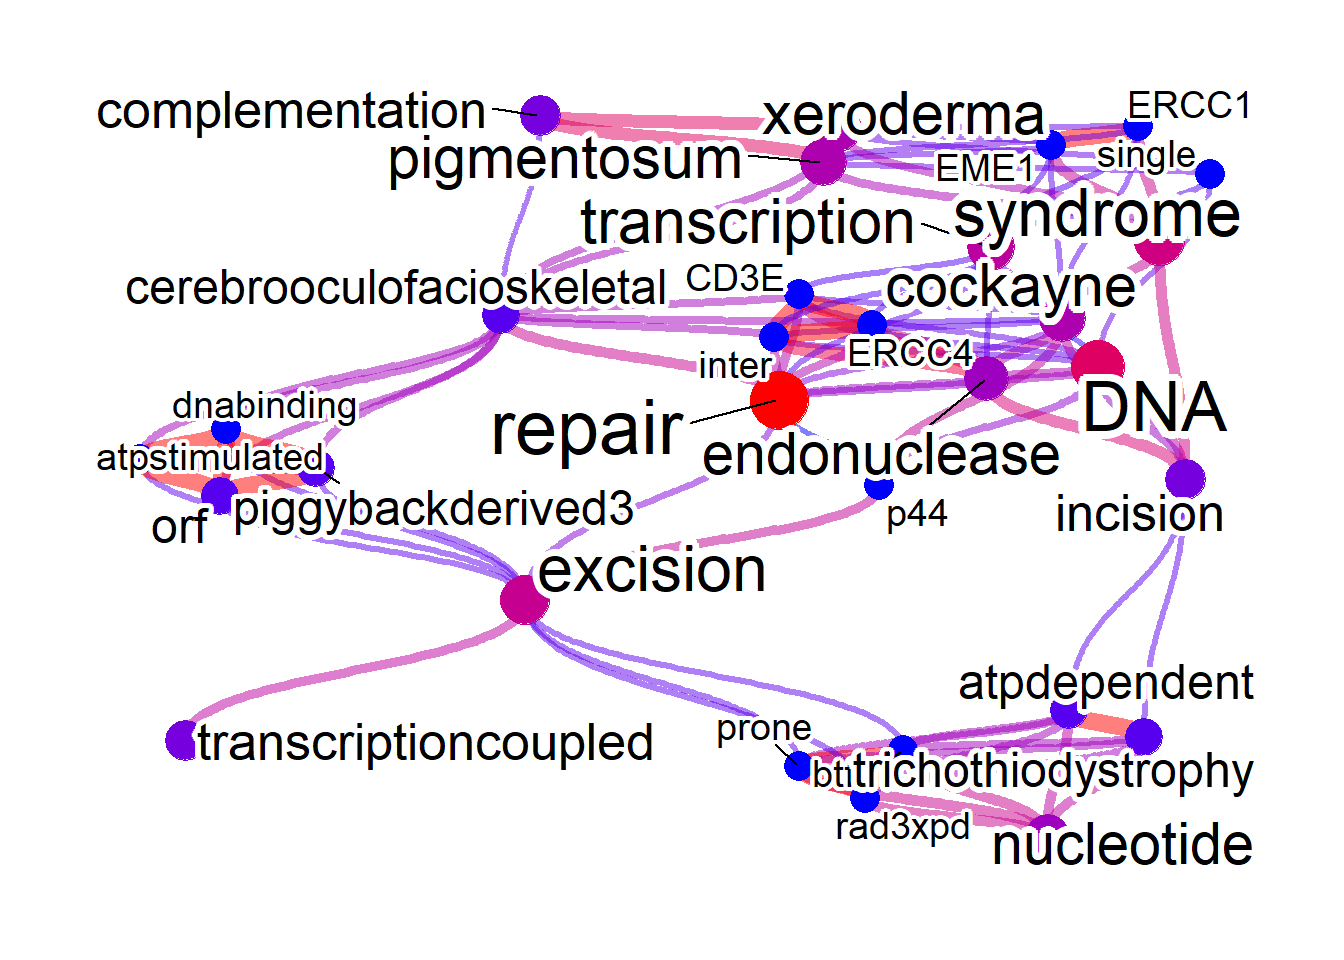 complementation
xeroderma
ERCC1
pigmentosum
EME1
single
transcription
syndrome
cerebrooculofacioskeletal
CD3E
cockayne
inter
ERCC4
dnabinding
repair
DNA
atpstimulated
endonuclease
orf
piggybackderived3
p44
incision
excision
atpdependent
prone
transcriptioncoupled
trichothiodystrophy
rad3xpd
nucleotide